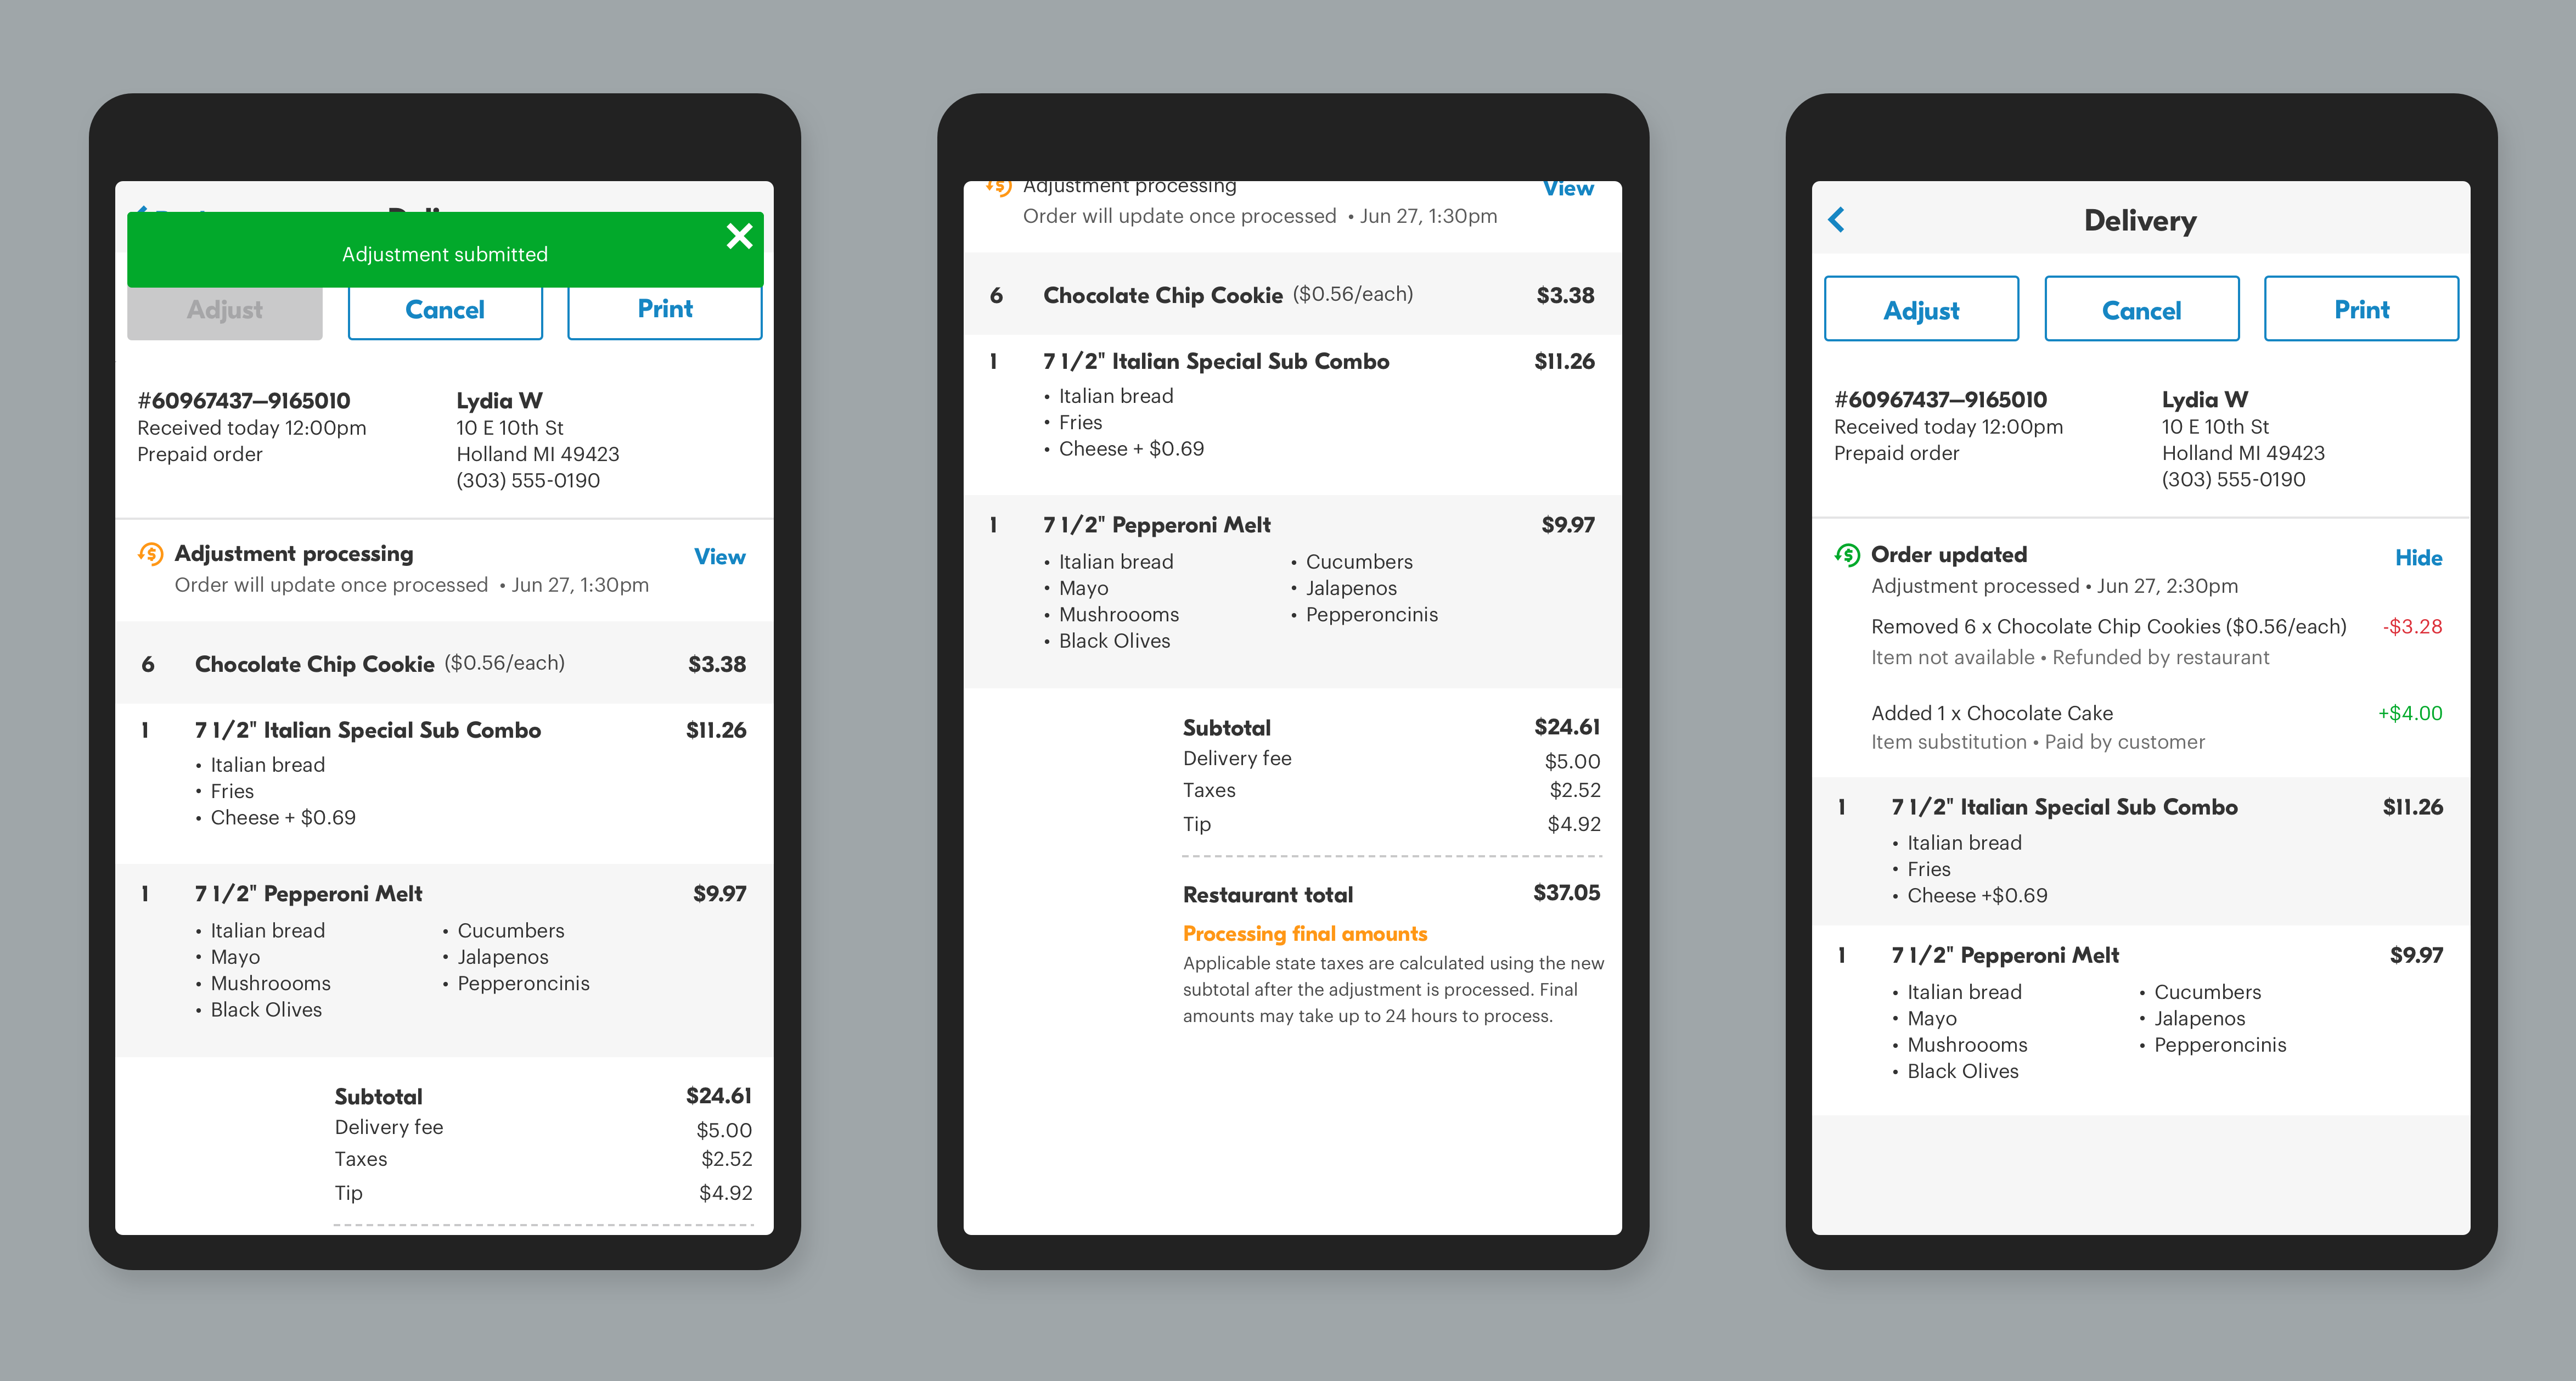 Adjustment submitted
Adjust
Cancel
Print
#60967437—9165010
Received today 12:00pm
Prepaid order
Lydia W
10 E 10th St
Holland MI 49423
(303) 555-0190
Adjustment processing
View
Order will update once processed • Jun 27, 1:30pm
6 Chocolate Chip Cookie ($0.56/each) $3.38
1 7 1/2" Italian Special Sub Combo $11.26
• Italian bread
• Fries
• Cheese + $0.69
1 7 1/2" Pepperoni Melt $9.97
• Italian bread
• Mayo
• Mushroooms
• Black Olives
• Cucumbers
• Jalapenos
• Pepperoncinis
Subtotal $24.61
Delivery fee $5.00
Taxes $2.52
Tip $4.92
Adjustment processing
View
Order will update once processed • Jun 27, 1:30pm
6 Chocolate Chip Cookie ($0.56/each) $3.38
1 7 1/2" Italian Special Sub Combo $11.26
• Italian bread
• Fries
• Cheese + $0.69
1 7 1/2" Pepperoni Melt $9.97
• Italian bread
• Mayo
• Mushroooms
• Black Olives
• Cucumbers
• Jalapenos
• Pepperoncinis
Subtotal $24.61
Delivery fee $5.00
Taxes $2.52
Tip $4.92
Restaurant total $37.05
Processing final amounts
Applicable state taxes are calculated using the new
subtotal after the adjustment is processed. Final
amounts may take up to 24 hours to process.
Delivery
Adjust
Cancel
Print
#60967437—9165010
Received today 12:00pm
Prepaid order
Lydia W
10 E 10th St
Holland MI 49423
(303) 555-0190
Order updated
Hide
Adjustment processed • Jun 27, 2:30pm
Removed 6 x Chocolate Chip Cookies ($0.56/each) -$3.28
Item not available • Refunded by restaurant
Added 1 x Chocolate Cake +$4.00
Item substitution • Paid by customer
1 7 1/2" Italian Special Sub Combo $11.26
• Italian bread
• Fries
• Cheese +$0.69
1 7 1/2" Pepperoni Melt $9.97
• Italian bread
• Mayo
• Mushroooms
• Black Olives
• Cucumbers
• Jalapenos
• Pepperoncinis